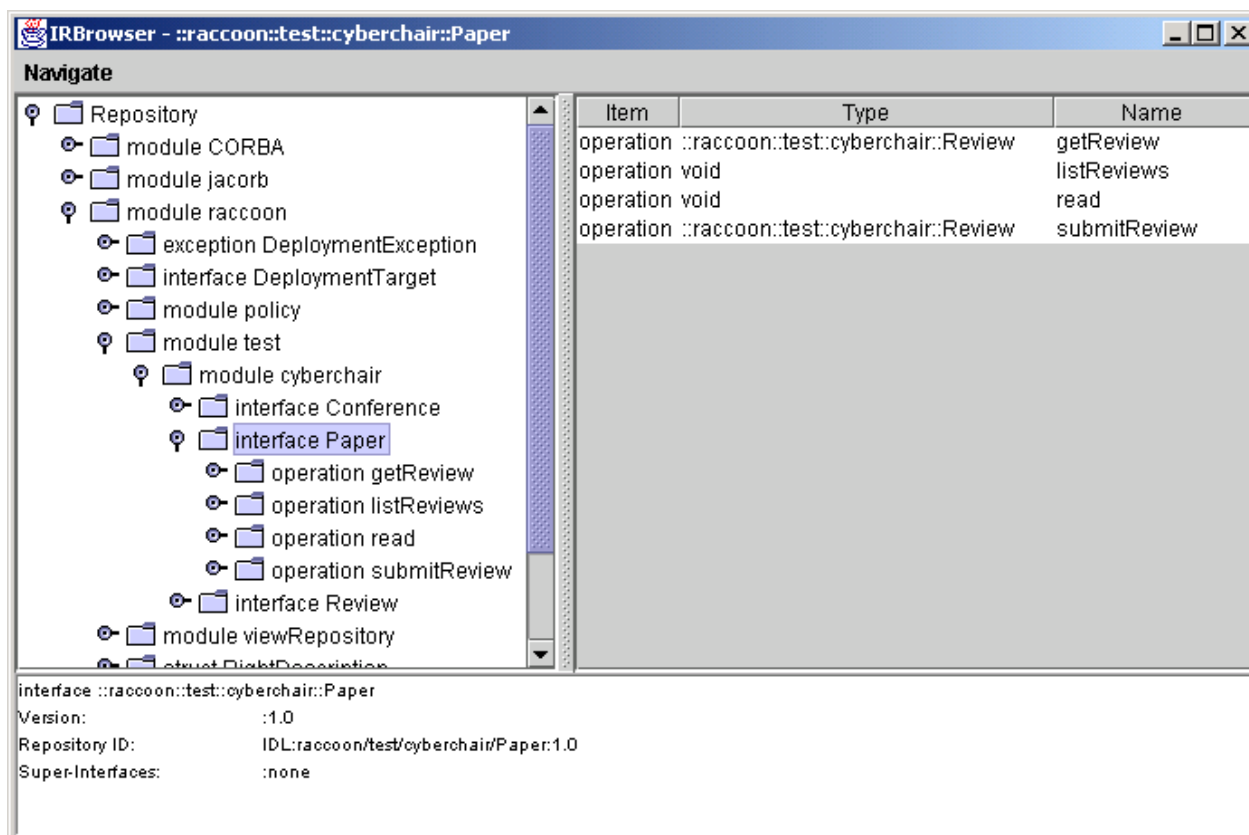 IRBrowser - ::raccoon::test::cyberchair::Paper
Navigate
Repository
module CORBA
module jacorb
module raccoon
exception DeploymentException
interface DeploymentTarget
module policy
module test
module cyberchair
interface Conference
interface Paper
operation getReview
operation listReviews
operation read
operation submitReview
interface Review
module viewRepository
struct RightDescription
Item Type Name
operation ::raccoon::test::cyberchair::Review getReview
operation void listReviews
operation void read
operation ::raccoon::test::cyberchair::Review submitReview
interface ::raccoon::test::cyberchair::Paper
Version: :1.0
Repository ID: IDL:raccoon/test/cyberchair/Paper:1.0
Super-Interfaces: :none